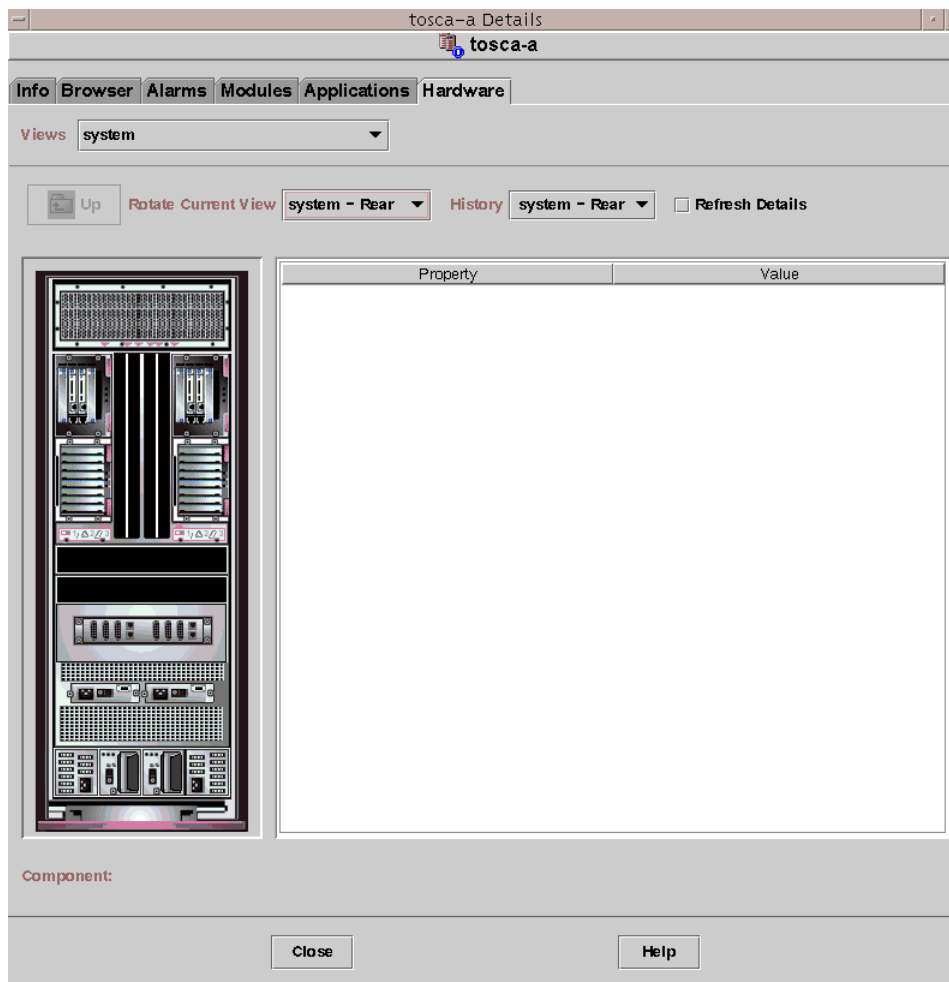 tosca-a Details
tosca-a
Info Browser Alarms Modules Applications Hardware
Views system
Up Rotate Current View system - Rear History system - Rear Refresh Details
Property Value
Component:
Close Help